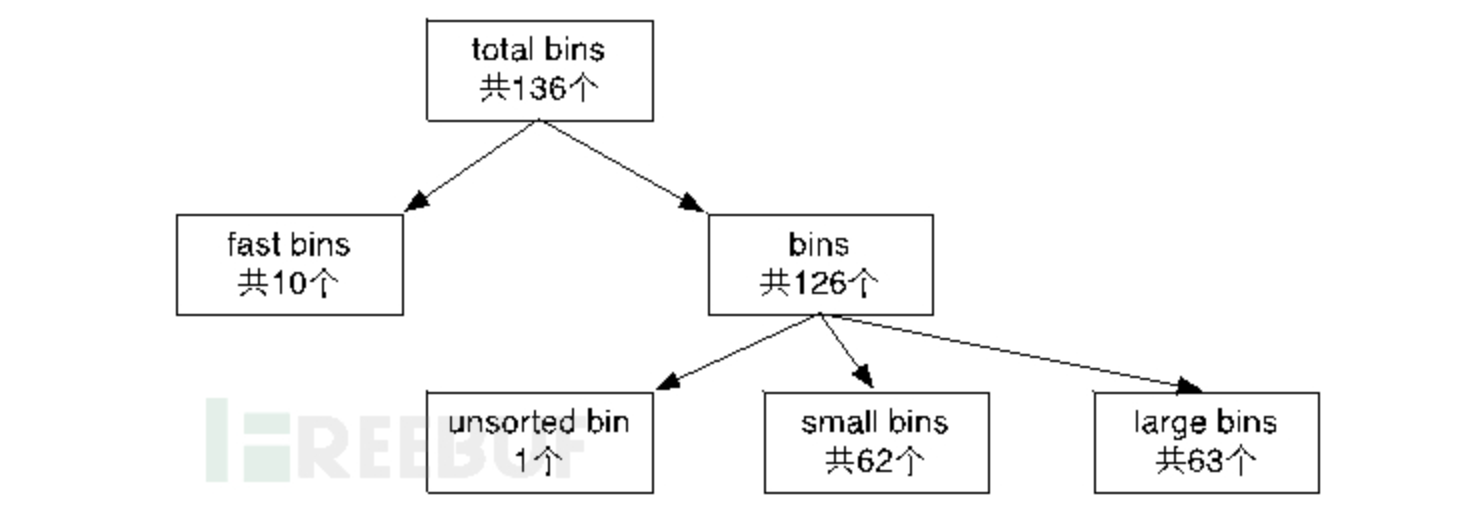 total bins
共136个
fast bins
共10个
bins
共126个
unsorted bin
1个
small bins
共62个
large bins
共63个
FREEBUF